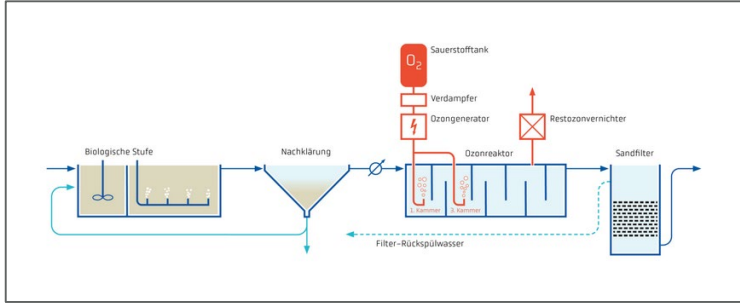 Sauerstofftank
O2
Verdampfer
Ozongenerator
Restozonvernichter
Biologische Stufe
Nachklärung
Ozonreaktor
Sandfilter
1. Kammer
3. Kammer
Filter-Rückspülwasser